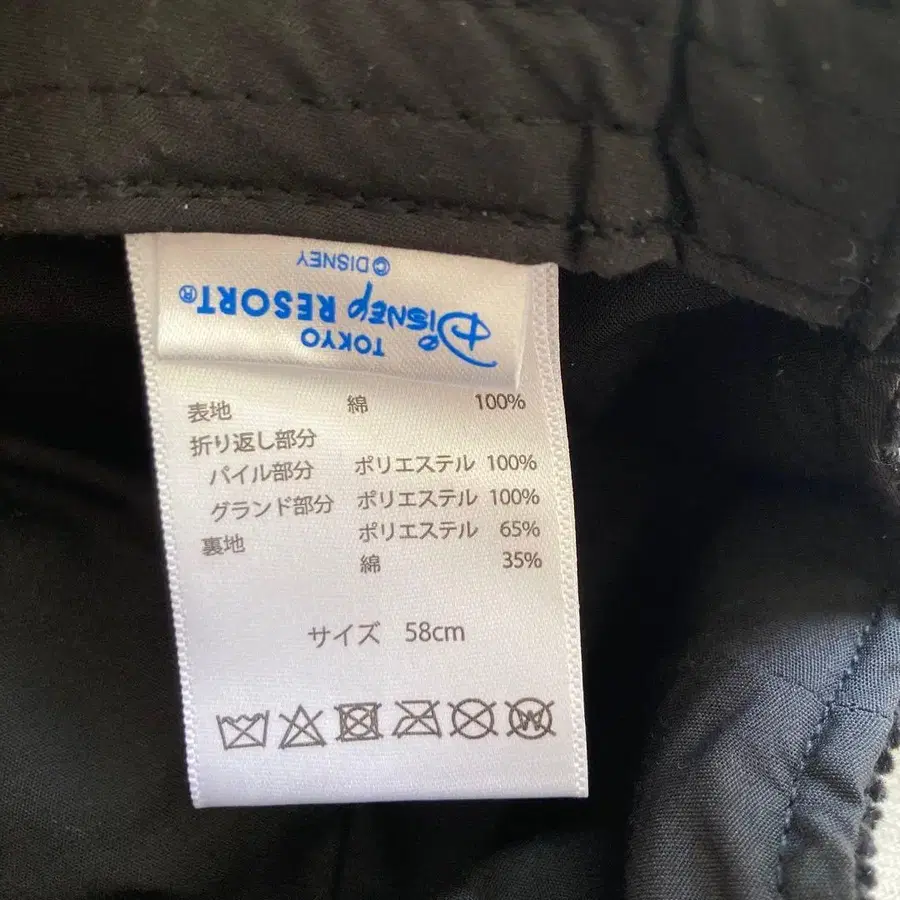 TOKYO
Disney RESORT®
© DISNEY
表地 綿 100%
折り返し部分
パイル部分 ポリエステル 100%
グランド部分 ポリエステル 100%
裏地 ポリエステル 65%
綿 35%
サイズ 58cm
W